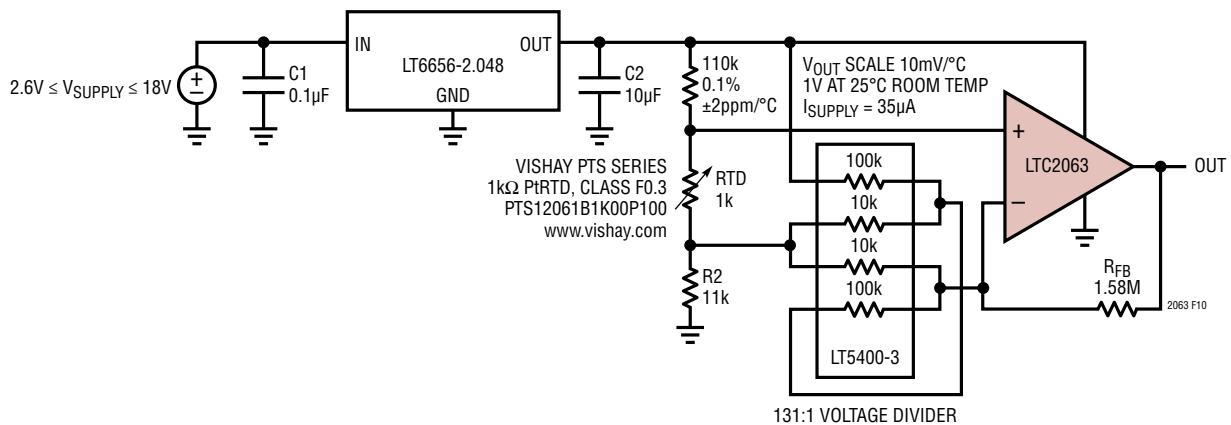 IN
LT6656-2.048
OUT
GND
2.6V ≤ VSUPPLY ≤ 18V
C1
0.1µF
C2
10µF
110k
0.1%
±2ppm/°C
VOUT SCALE 10mV/°C
1V AT 25°C ROOM TEMP
ISUPPLY = 35µA
VISHAY PTS SERIES
1kΩ PtRTD, CLASS F0.3
PTS12061B1K00P100
www.vishay.com
RTD
1k
R2
11k
100k
10k
10k
100k
LT5400-3
131:1 VOLTAGE DIVIDER
+
–
LTC2063
OUT
RFB
1.58M
2063 F10